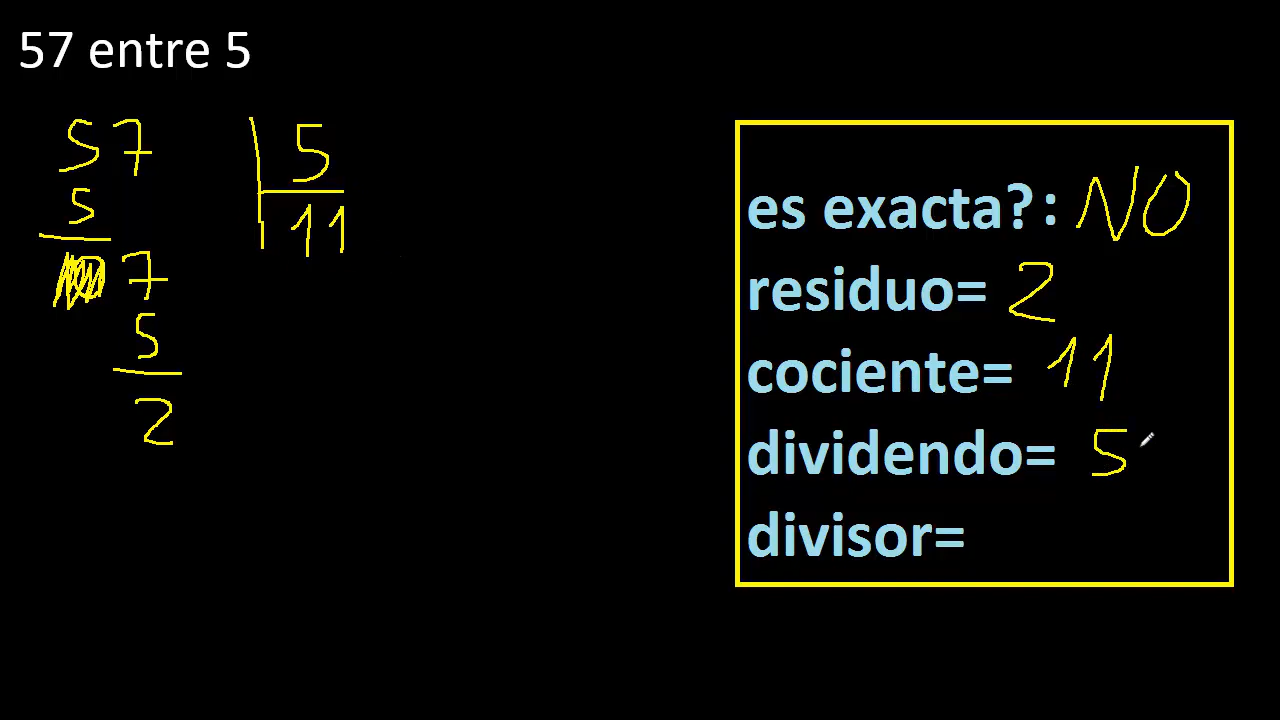 57 entre 5
57 5
5 11
7
5
2
es exacta?: NO
residuo= 2
cociente= 11
dividendo= 5
divisor=